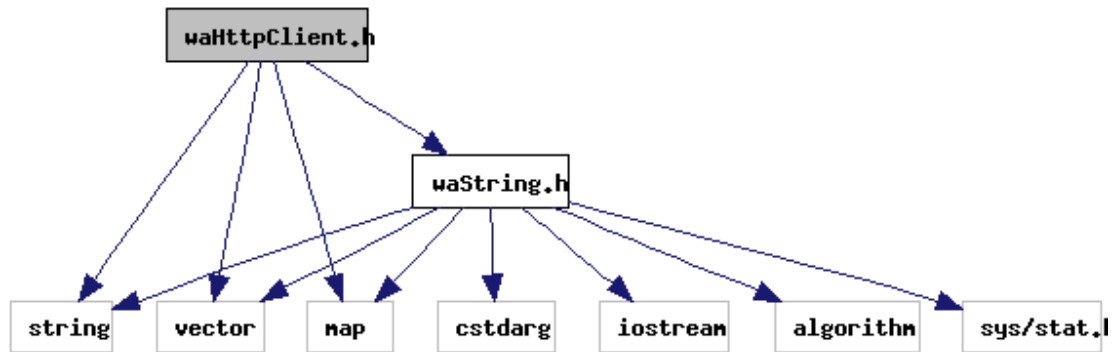 waHttpClient.h
waString.h
string vector map cstdarg iostream algorithm sys/stat.h